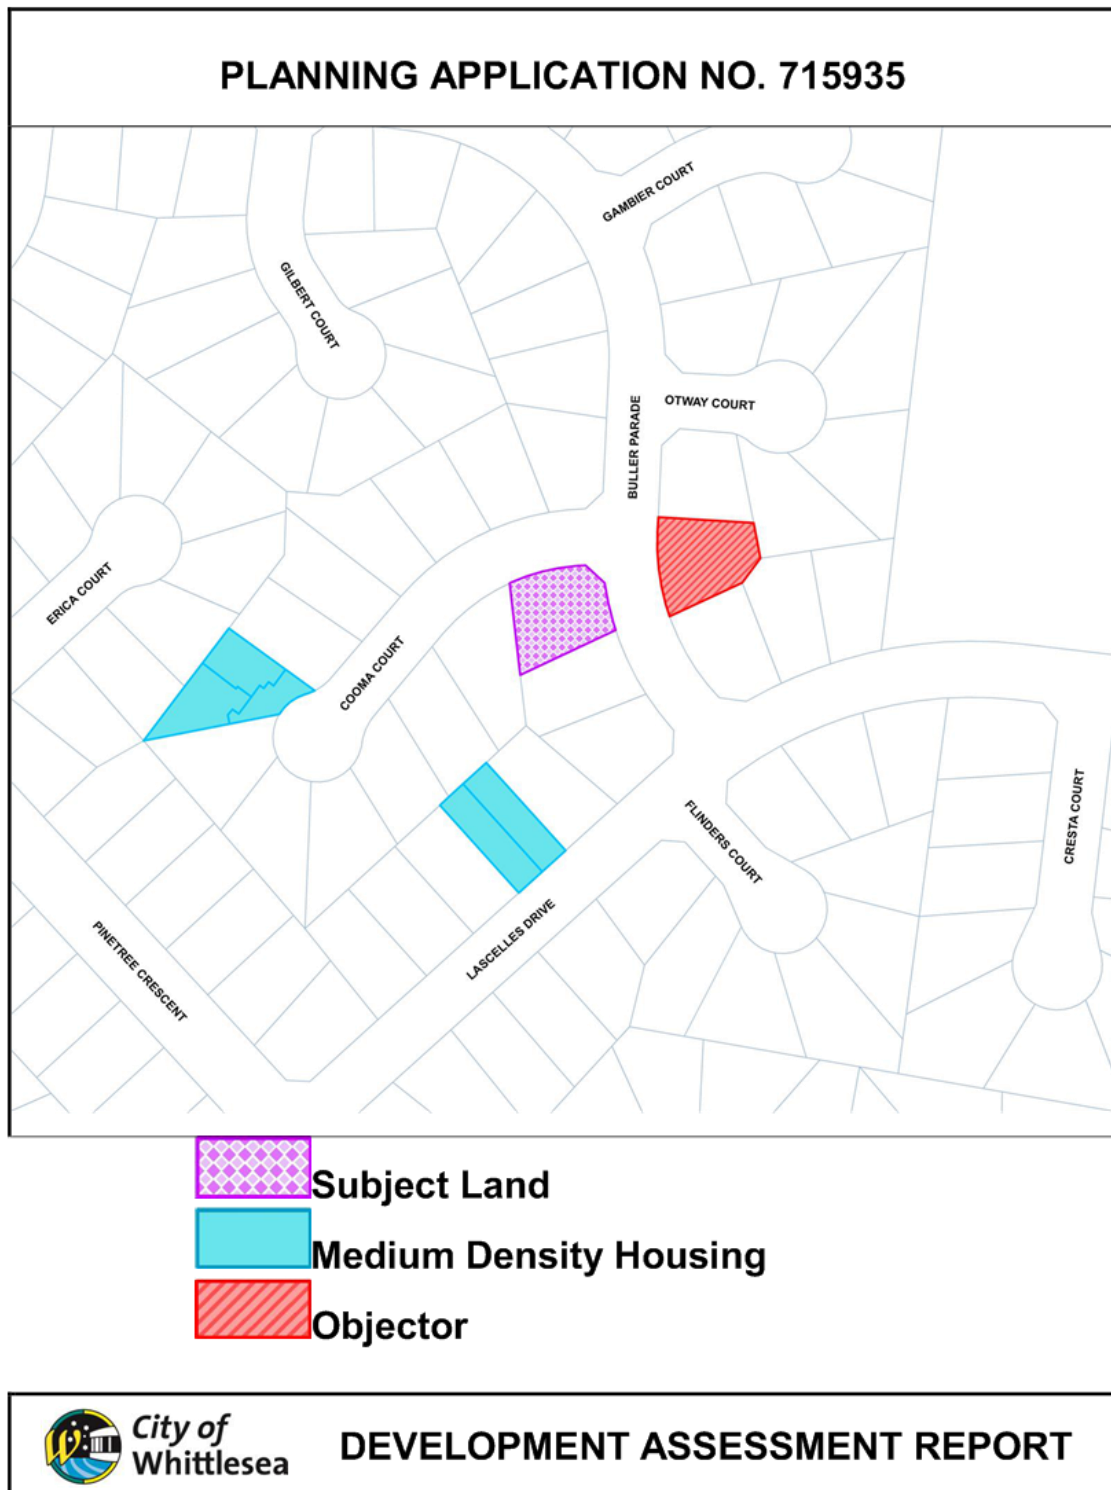 PLANNING APPLICATION NO. 715935
GAMBIER COURT
GILBERT COURT
OTWAY COURT
BULLER PARADE
ERICA COURT
COOMA COURT
FLINDERS COURT
CRESTA COURT
LASCELLES DRIVE
PINETREE CRESCENT
Subject Land
Medium Density Housing
Objector
City of
Whittlesea
DEVELOPMENT ASSESSMENT REPORT